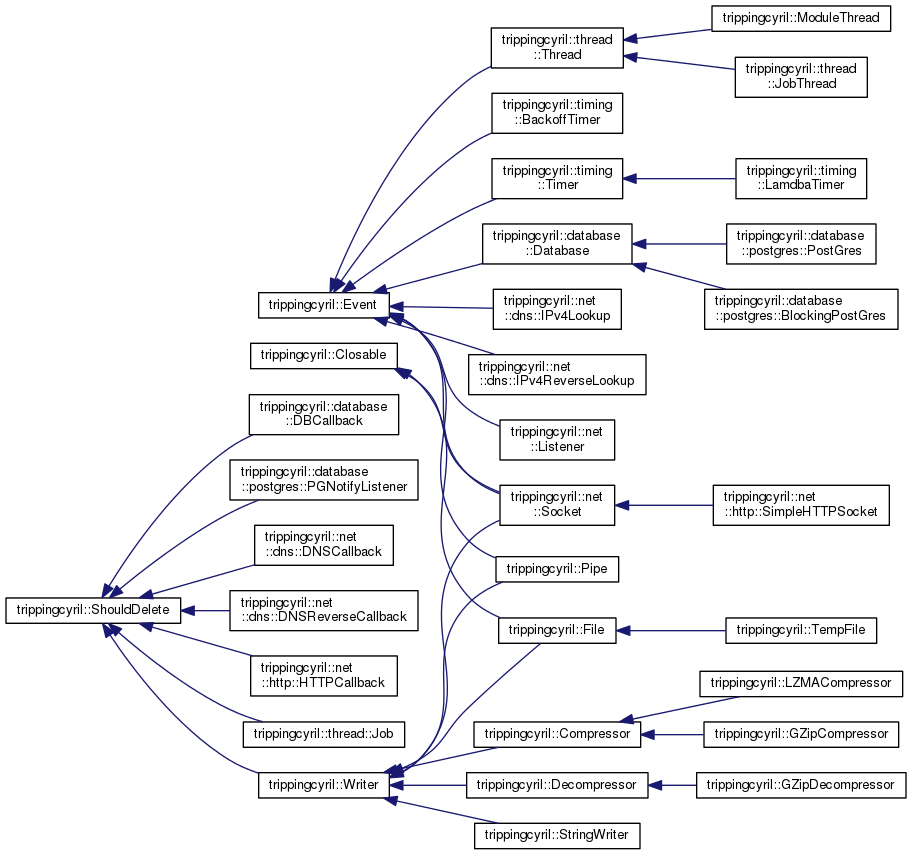 trippingcyril::ModuleThread
trippingcyril::thread
::Thread
trippingcyril::thread
::JobThread
trippingcyril::timing
::BackoffTimer
trippingcyril::timing
::Timer
trippingcyril::timing
::LamdbaTimer
trippingcyril::database
::Database
trippingcyril::database
::postgres::PostGres
trippingcyril::Event
trippingcyril::net
::dns::IPv4Lookup
trippingcyril::database
::postgres::BlockingPostGres
trippingcyril::Closable
trippingcyril::net
::dns::IPv4ReverseLookup
trippingcyril::database
::DBCallback
trippingcyril::net
::Listener
trippingcyril::database
::postgres::PGNotifyListener
trippingcyril::net
::Socket
trippingcyril::net
::http::SimpleHTTPSocket
trippingcyril::net
::dns::DNSCallback
trippingcyril::Pipe
trippingcyril::ShouldDelete
trippingcyril::net
::dns::DNSReverseCallback
trippingcyril::File
trippingcyril::TempFile
trippingcyril::net
::http::HTTPCallback
trippingcyril::LZMACompressor
trippingcyril::thread::Job
trippingcyril::Compressor
trippingcyril::GZipCompressor
trippingcyril::Writer
trippingcyril::Decompressor
trippingcyril::GZipDecompressor
trippingcyril::StringWriter